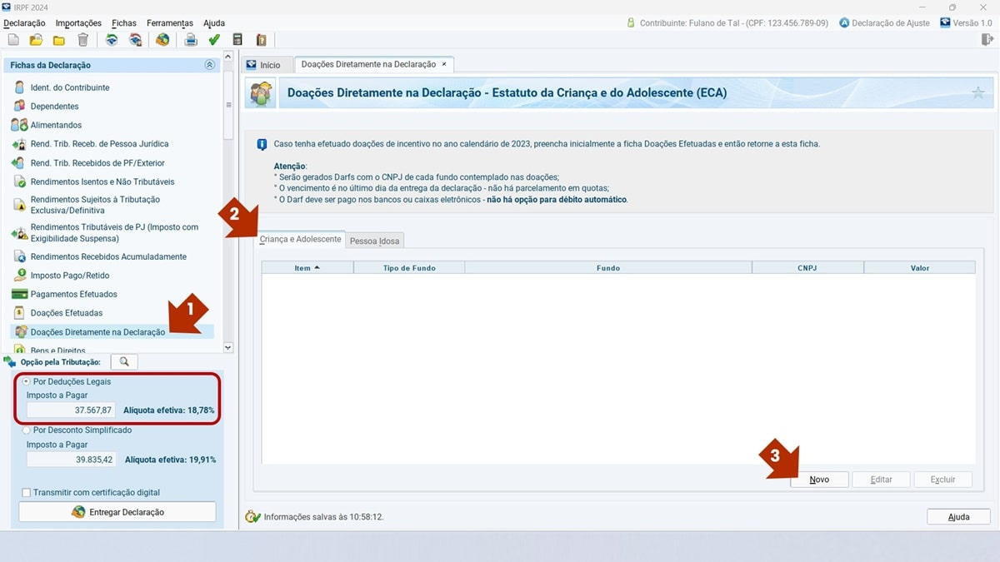 IRPF 2024
Declaração Importações Fichas Ferramentas Ajuda
Contribuinte: Fulano de Tal - (CPF: 123.456.789-09) Declaração de Ajuste Versão 1.0
Fichas da Declaração
Ident. do Contribuinte
Dependentes
Alimentandos
Rend. Trib. Receb. de Pessoa Jurídica
Rend. Trib. Recebidos de PF/Exterior
Rendimentos Isentos e Não Tributáveis
Rendimentos Sujeitos à Tributação
Exclusiva/Definitiva
Rendimentos Tributáveis de PJ (Imposto com
Exigibilidade Suspensa)
Rendimentos Recebidos Acumuladamente
Imposto Pago/Retido
Pagamentos Efetuados
Doações Efetuadas
1
Doações Diretamente na Declaração
Bens e Direitos
Opção pela Tributação:
Por Deduções Legais
Imposto a Pagar
37.567,87 Alíquota efetiva: 18,78%
Por Desconto Simplificado
Imposto a Pagar
39.835,42 Alíquota efetiva: 19,91%
Transmitir com certificação digital
Entregar Declaração
Início Doações Diretamente na Declaração ×
Doações Diretamente na Declaração - Estatuto da Criança e do Adolescente (ECA)
Caso tenha efetuado doações de incentivo no ano calendário de 2023, preencha inicialmente a ficha Doações Efetuadas e então retorne a esta ficha.
Atenção:
* Serão gerados Darfs com o CNPJ de cada fundo contemplado nas doações;
* O vencimento é no último dia da entrega da declaração - não há parcelamento em quotas;
* O Darf deve ser pago nos bancos ou caixas eletrônicos - não há opção para débito automático.
2
Criança e Adolescente Pessoa Idosa
Item Tipo de Fundo Fundo CNPJ Valor
3
Novo Editar Excluir
Informações salvas às 10:58:12.
Ajuda